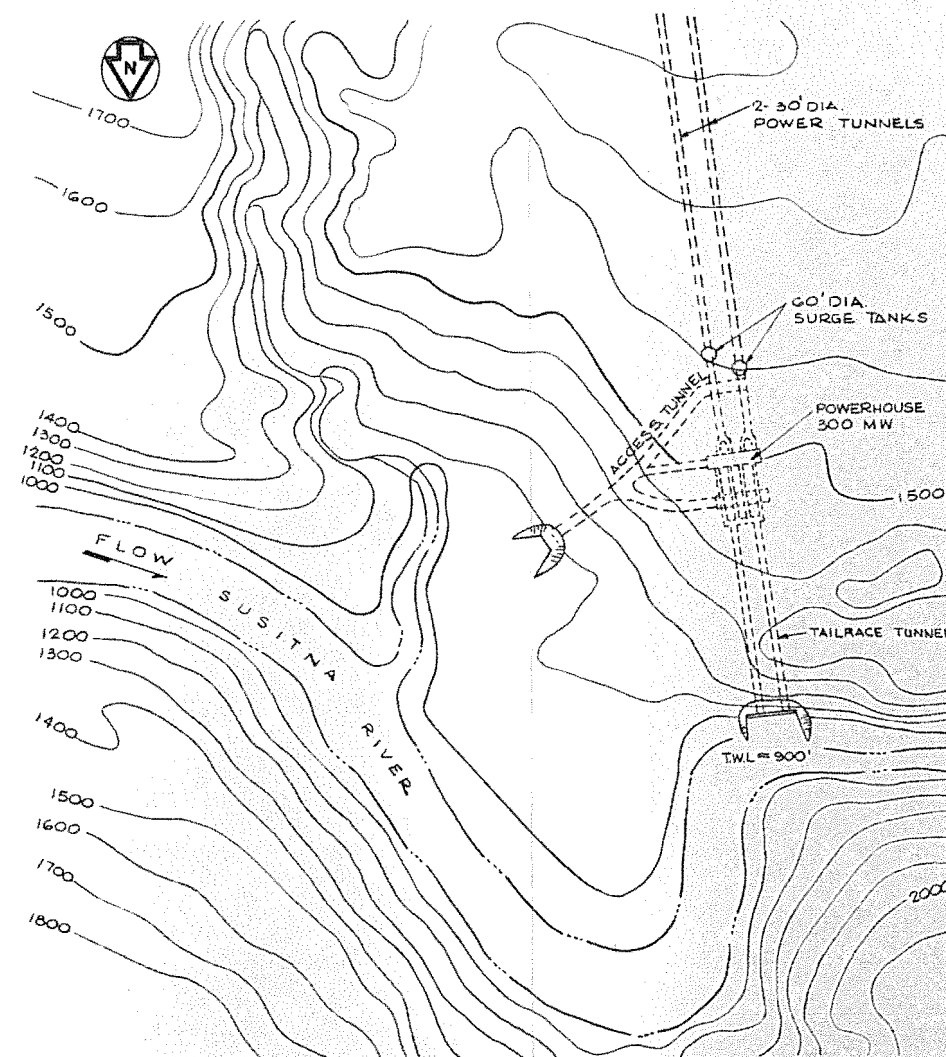 N
1700
1600
1500
1400
1300
1200
1100
1000
FLOW
SUSITNA
RIVER
1000
1100
1200
1300
1400
1500
1600
1700
1800
2-30' DIA.
POWER TUNNELS
60' DIA.
SURGE TANKS
ACCESS TUNNEL
POWERHOUSE
300 MW
1500
TAILRACE TUNNEL
T.W.L = 900'
2000